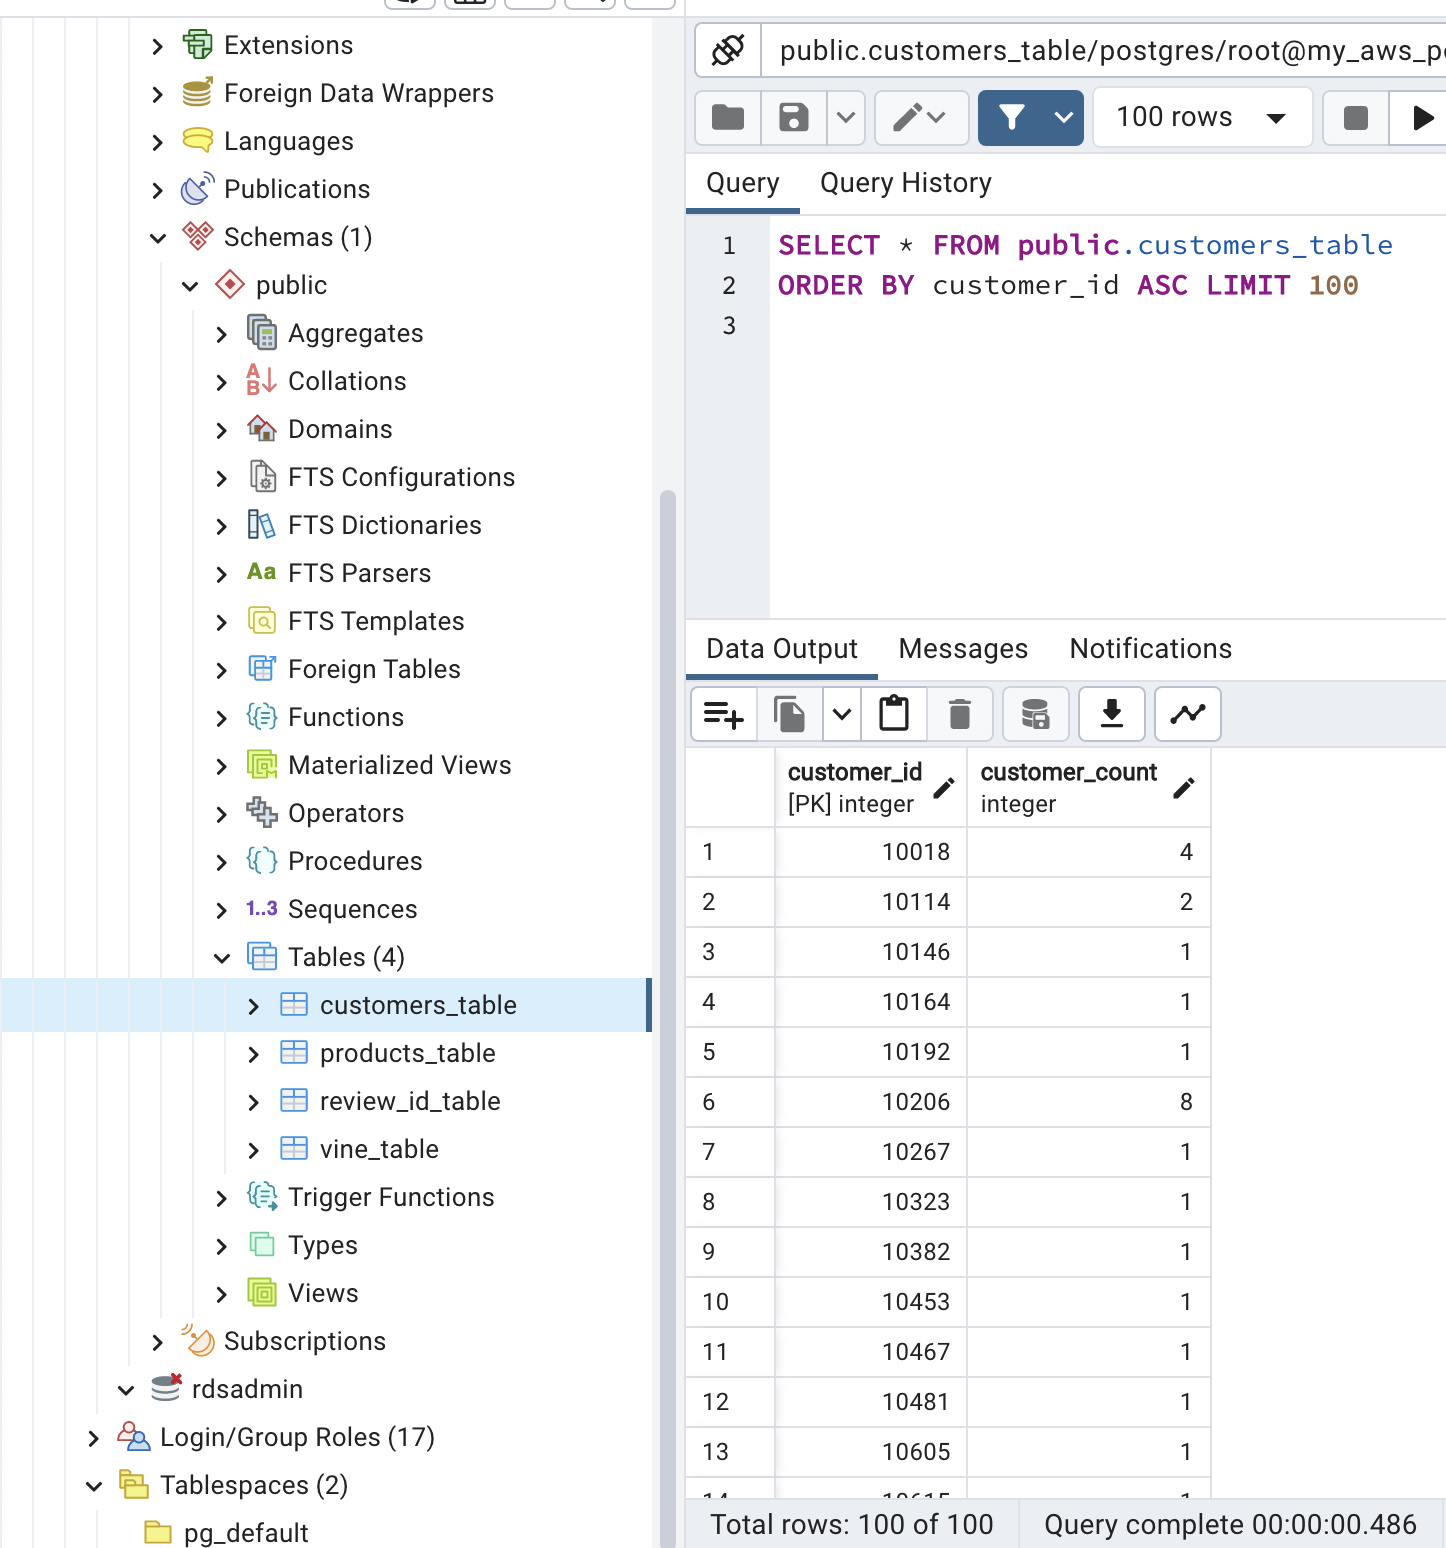 Extensions
Foreign Data Wrappers
Languages
Publications
Schemas (1)
public
Aggregates
Collations
Domains
FTS Configurations
FTS Dictionaries
Aa FTS Parsers
FTS Templates
Foreign Tables
Functions
Materialized Views
Operators
Procedures
1..3 Sequences
Tables (4)
customers_table
products_table
review_id_table
vine_table
Trigger Functions
Types
Views
Subscriptions
rdsadmin
Login/Group Roles (17)
Tablespaces (2)
pg_default
public.customers_table/postgres/root@my_aws_p
100 rows
Query Query History
1 SELECT * FROM public.customers_table
2 ORDER BY customer_id ASC LIMIT 100
3
Data Output Messages Notifications
customer_id customer_count
[PK] integer integer
1 10018 4
2 10114 2
3 10146 1
4 10164 1
5 10192 1
6 10206 8
7 10267 1
8 10323 1
9 10382 1
10 10453 1
11 10467 1
12 10481 1
13 10605 1
Total rows: 100 of 100 Query complete 00:00:00.486